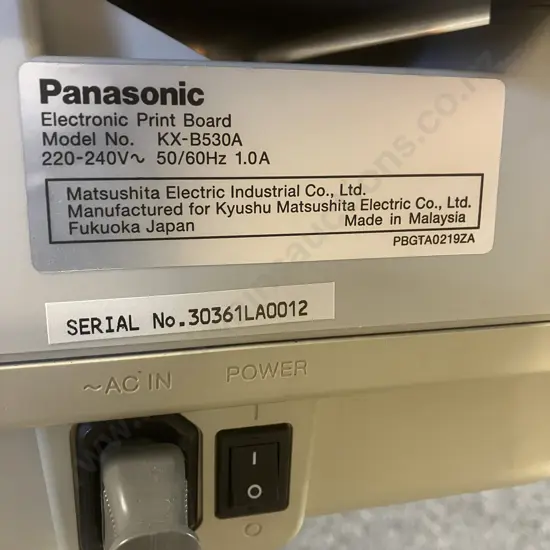 Panasonic
Electronic Print Board
Model No. KX-B530A
220-240V~ 50/60Hz 1.0A
Matsushita Electric Industrial Co., Ltd.
Manufactured for Kyushu Matsushita Electric Co., Ltd.
Fukuoka Japan Made in Malaysia
PBGTA0219ZA
SERIAL No.30361LA0012
~AC IN POWER
I
O